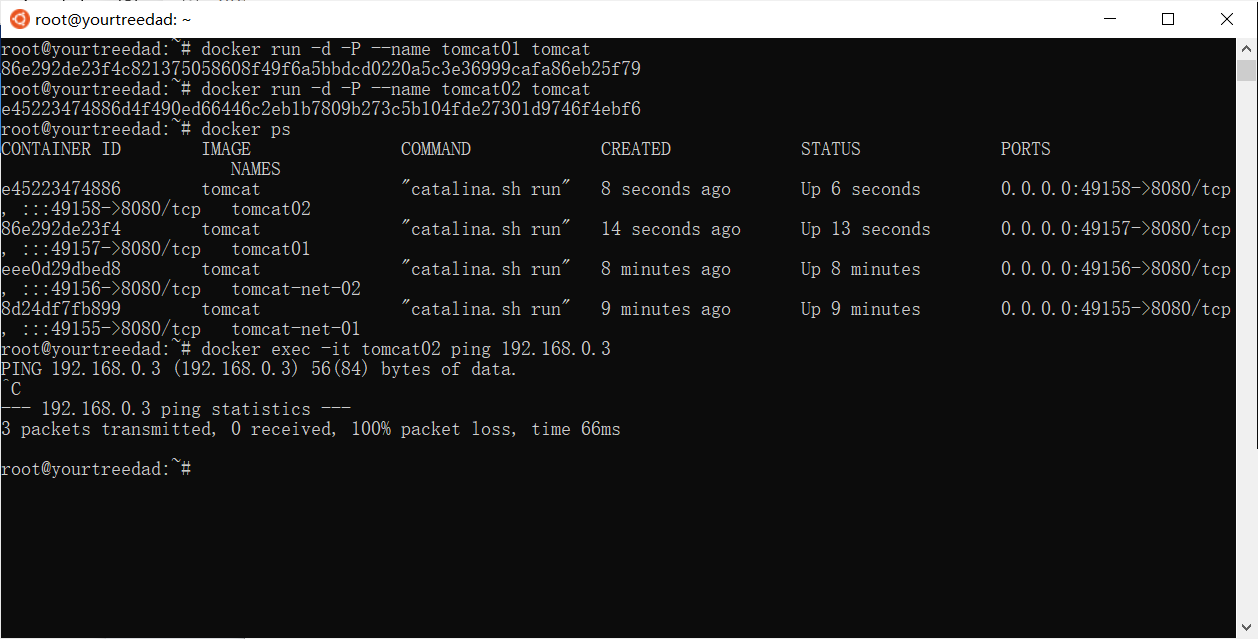 root@yourtreedad: ~
root@yourtreedad:~# docker run -d -P --name tomcat01 tomcat
86e292de23f4c821375058608f49f6a5bbdcd0220a5c3e36999cafa86eb25f79
root@yourtreedad:~# docker run -d -P --name tomcat02 tomcat
e45223474886d4f490ed66446c2eb1b7809b273c5b104fde27301d9746f4ebf6
root@yourtreedad:~# docker ps
CONTAINER ID        IMAGE               COMMAND             CREATED             STATUS              PORTS
                       NAMES
e45223474886        tomcat              "catalina.sh run"   8 seconds ago       Up 6 seconds        0.0.0.0:49158->8080/tcp
, :::49158->8080/tcp   tomcat02
86e292de23f4        tomcat              "catalina.sh run"   14 seconds ago      Up 13 seconds       0.0.0.0:49157->8080/tcp
, :::49157->8080/tcp   tomcat01
eee0d29dbed8        tomcat              "catalina.sh run"   8 minutes ago       Up 8 minutes        0.0.0.0:49156->8080/tcp
, :::49156->8080/tcp   tomcat-net-02
8d24df7fb899        tomcat              "catalina.sh run"   9 minutes ago       Up 9 minutes        0.0.0.0:49155->8080/tcp
, :::49155->8080/tcp   tomcat-net-01
root@yourtreedad:~# docker exec -it tomcat02 ping 192.168.0.3
PING 192.168.0.3 (192.168.0.3) 56(84) bytes of data.
^C
--- 192.168.0.3 ping statistics ---
3 packets transmitted, 0 received, 100% packet loss, time 66ms
root@yourtreedad:~#